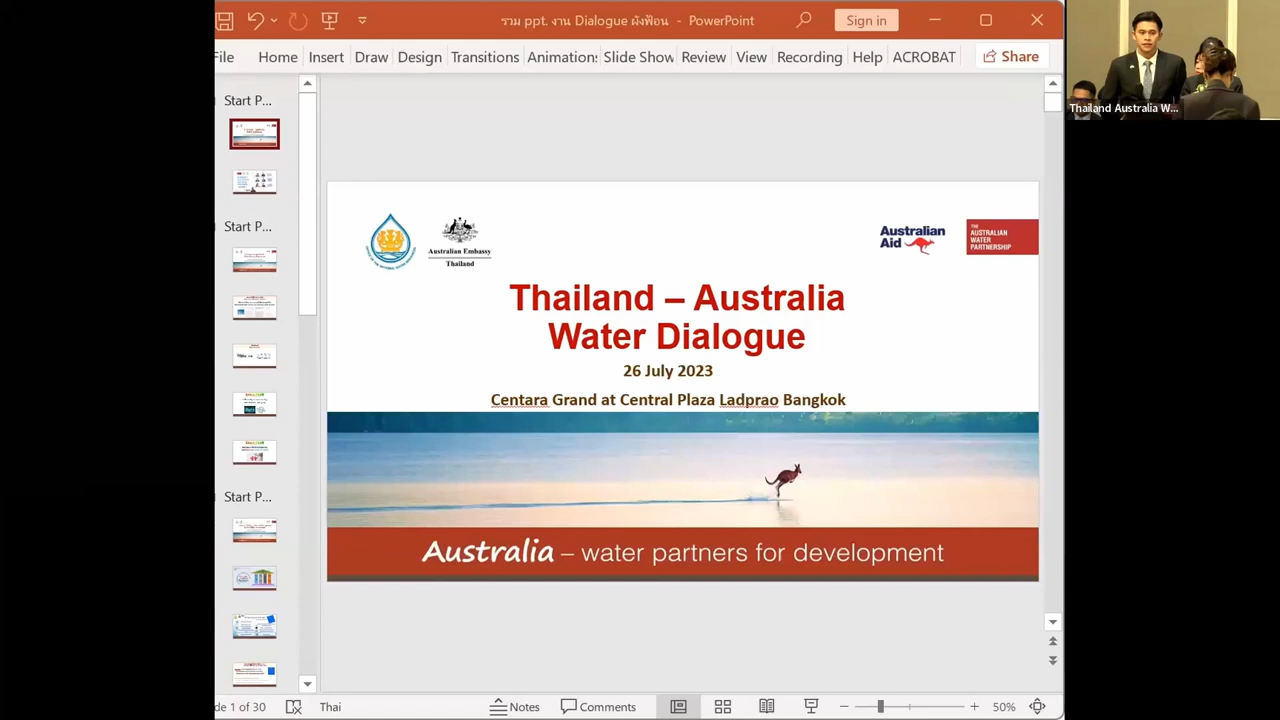 รวม ppt. งาน Dialogue ผังฟ้อน - PowerPoint
Sign in
File Home Insert Draw Design Transitions Animation: Slide Show Review View Recording Help ACROBAT Share
Start P...
Start P...
Start P...
Australian Embassy
Thailand
Australian Aid
THE AUSTRALIAN WATER PARTNERSHIP
Thailand – Australia
Water Dialogue
26 July 2023
Centara Grand at Central Plaza Ladprao Bangkok
Australia – water partners for development
de 1 of 30 Thai Notes Comments 50%
Thailand Australia W...